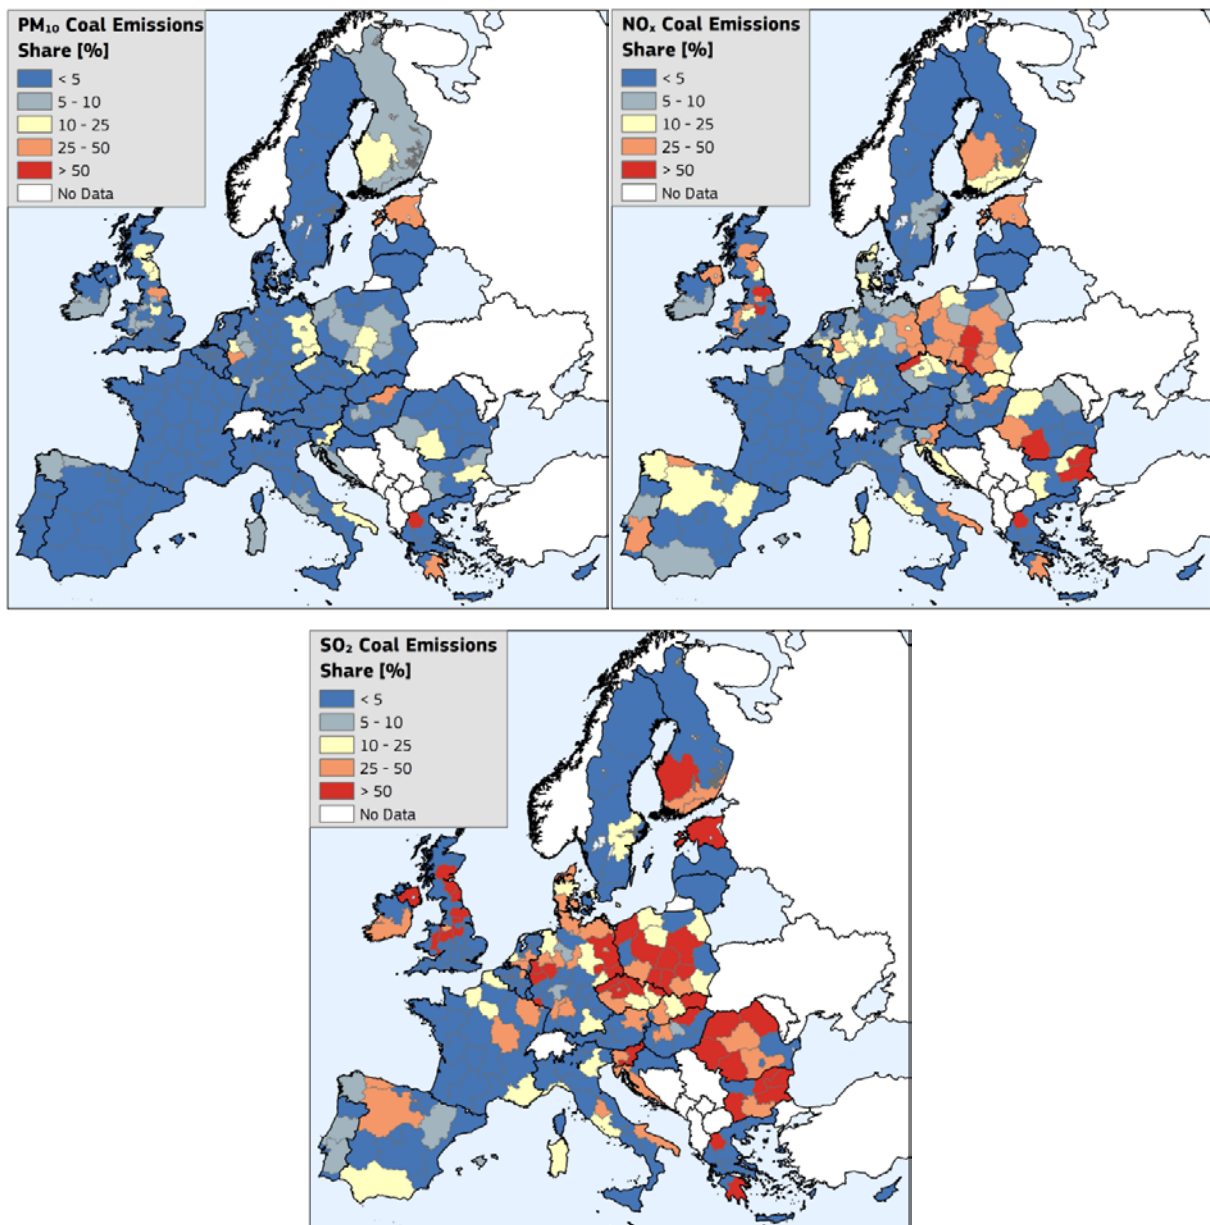 PM₁₀ Coal Emissions
Share [%]
< 5
5 - 10
10 - 25
25 - 50
> 50
No Data
NOₓ Coal Emissions
Share [%]
< 5
5 - 10
10 - 25
25 - 50
> 50
No Data
SO₂ Coal Emissions
Share [%]
< 5
5 - 10
10 - 25
25 - 50
> 50
No Data